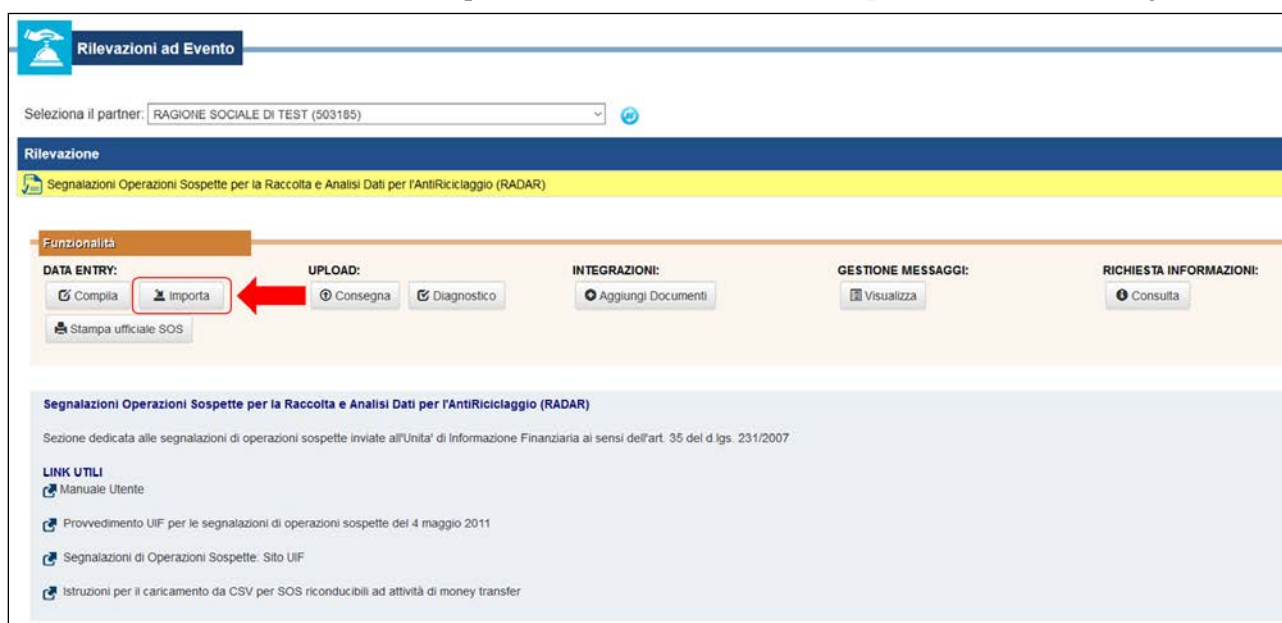 Rilevazioni ad Evento
Seleziona il partner: RAGIONE SOCIALE DI TEST (503185)
Rilevazione
Segnalazioni Operazioni Sospette per la Raccolta e Analisi Dati per l'AntiRiciclaggio (RADAR)
Funzionalità
DATA ENTRY: UPLOAD: INTEGRAZIONI: GESTIONE MESSAGGI: RICHIESTA INFORMAZIONI:
Compila Importa Consegna Diagnostico Aggiungi Documenti Visualizza Consulta
Stampa ufficiale SOS
Segnalazioni Operazioni Sospette per la Raccolta e Analisi Dati per l'AntiRiciclaggio (RADAR)
Sezione dedicata alle segnalazioni di operazioni sospette inviate all'Unita' di Informazione Finanziaria ai sensi dell'art. 35 del d.lgs. 231/2007
LINK UTILI
Manuale Utente
Provvedimento UIF per le segnalazioni di operazioni sospette del 4 maggio 2011
Segnalazioni di Operazioni Sospette: Sito UIF
Istruzioni per il caricamento da CSV per SOS riconducibili ad attività di money transfer